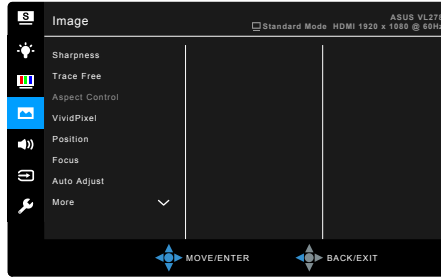 S
Image
ASUS VL278
Standard Mode HDMI 1920 x 1080 @ 60Hz
Sharpness
Trace Free
Aspect Control
VividPixel
Position
Focus
Auto Adjust
More
MOVE/ENTER
BACK/EXIT